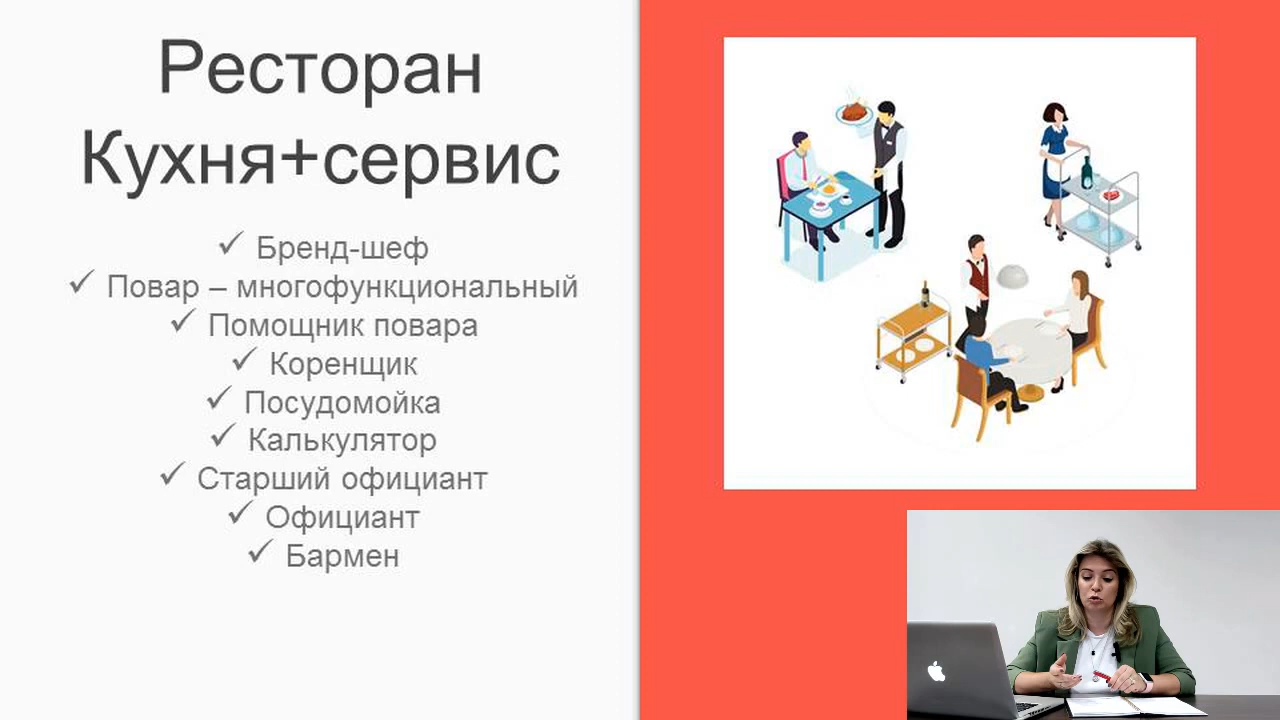 Ресторан
Кухня+сервис
✓ Бренд-шеф
✓ Повар – многофункциональный
✓ Помощник повара
✓ Коренщик
✓ Посудомойка
✓ Калькулятор
✓ Старший официант
✓ Официант
✓ Бармен